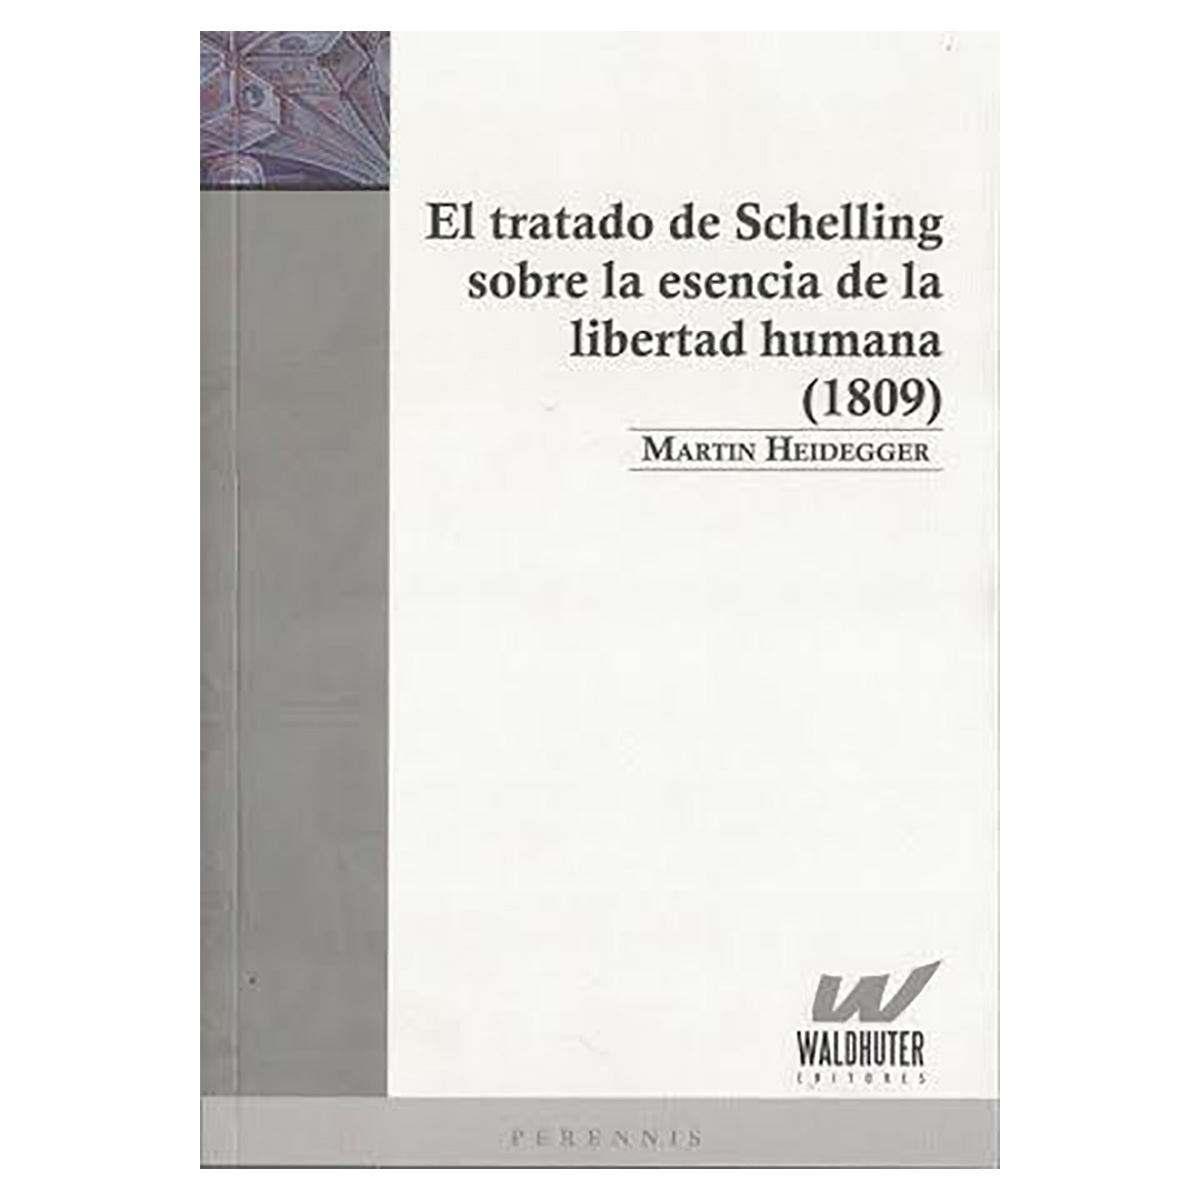 El tratado de Schelling
sobre la esencia de la
libertad humana
(1809)
MARTIN HEIDEGGER
WALDHUTER
EDITORES
PERENNIS